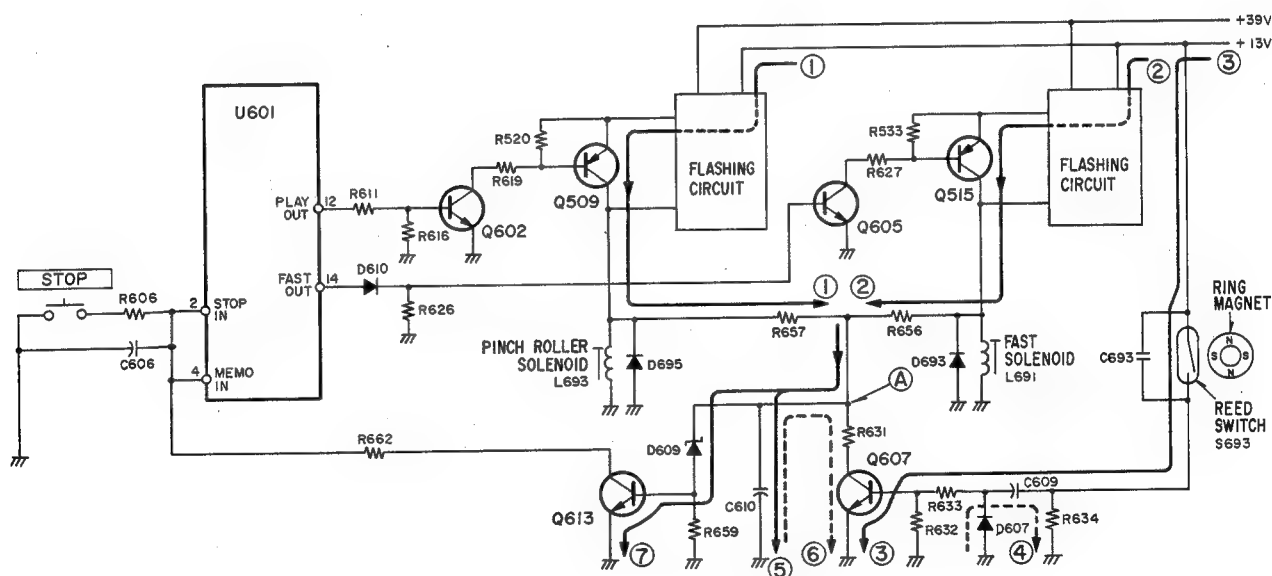 +39V
+13V
①
②
③
U601
R520
R619
Q509
FLASHING
CIRCUIT
R533
R627
Q515
FLASHING
CIRCUIT
PLAY
OUT
12
R611
R616
Q602
Q605
STOP
R606
2
STOP
IN
FAST
OUT
14
D610
R626
①
②
RING
MAGNET
N
S
S
N
C606
4
MEMO
IN
R657
R656
PINCH ROLLER
SOLENOID
L693
D695
D693
FAST
SOLENOID
L691
C693
REED
SWITCH
S693
A
R662
D609
R631
Q607
Q613
R659
C610
C609
R633
R632
D607
R634
⑦
⑤
⑥
③
④